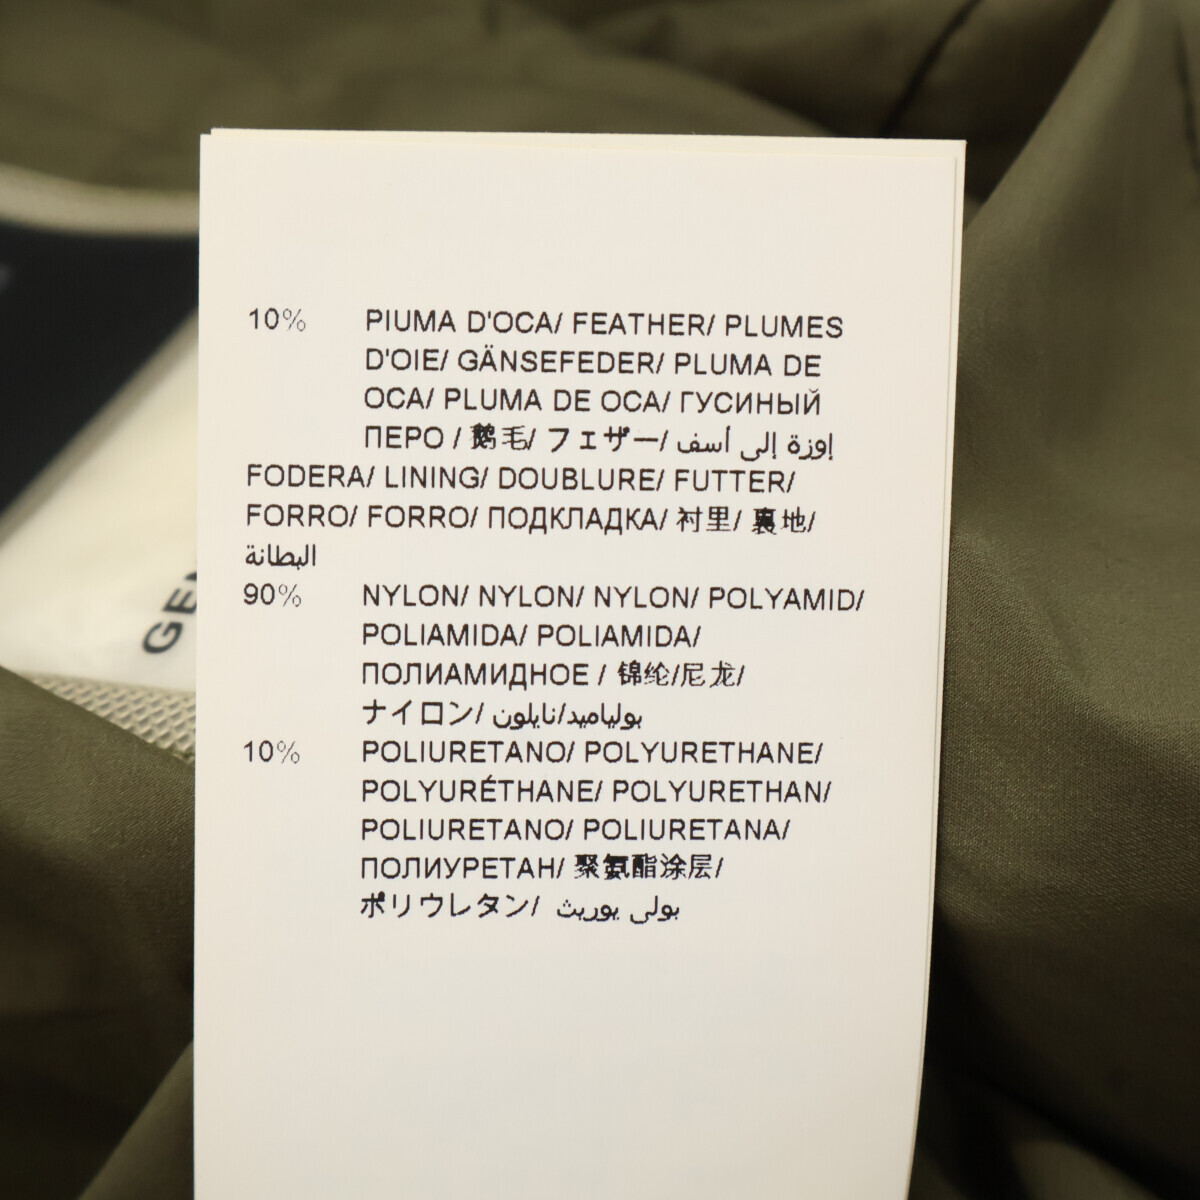 10% PIUMA D'OCA/ FEATHER/ PLUMES
D'OIE/ GÄNSEFEDER/ PLUMA DE
OCA/ PLUMA DE OCA/ ГУСИНЫЙ
ПЕРО / 鹅毛/ フェザー/ إوزة إلى أسف
FODERA/ LINING/ DOUBLURE/ FUTTER/
FORRO/ FORRO/ ПОДКЛАДКА/ 衬里/ 裏地/
البطانة
90% NYLON/ NYLON/ NYLON/ POLYAMID/
POLIAMIDA/ POLIAMIDA/
ПОЛИАМИДНОЕ / 锦纶/尼龙/
ナイロン/ بولياميد/نايلون
10% POLIURETANO/ POLYURETHANE/
POLYURÉTHANE/ POLYURETHAN/
POLIURETANO/ POLIURETANA/
ПОЛИУРЕТАН/ 聚氨酯涂层/
ポリウレタン/ بولي يوريث